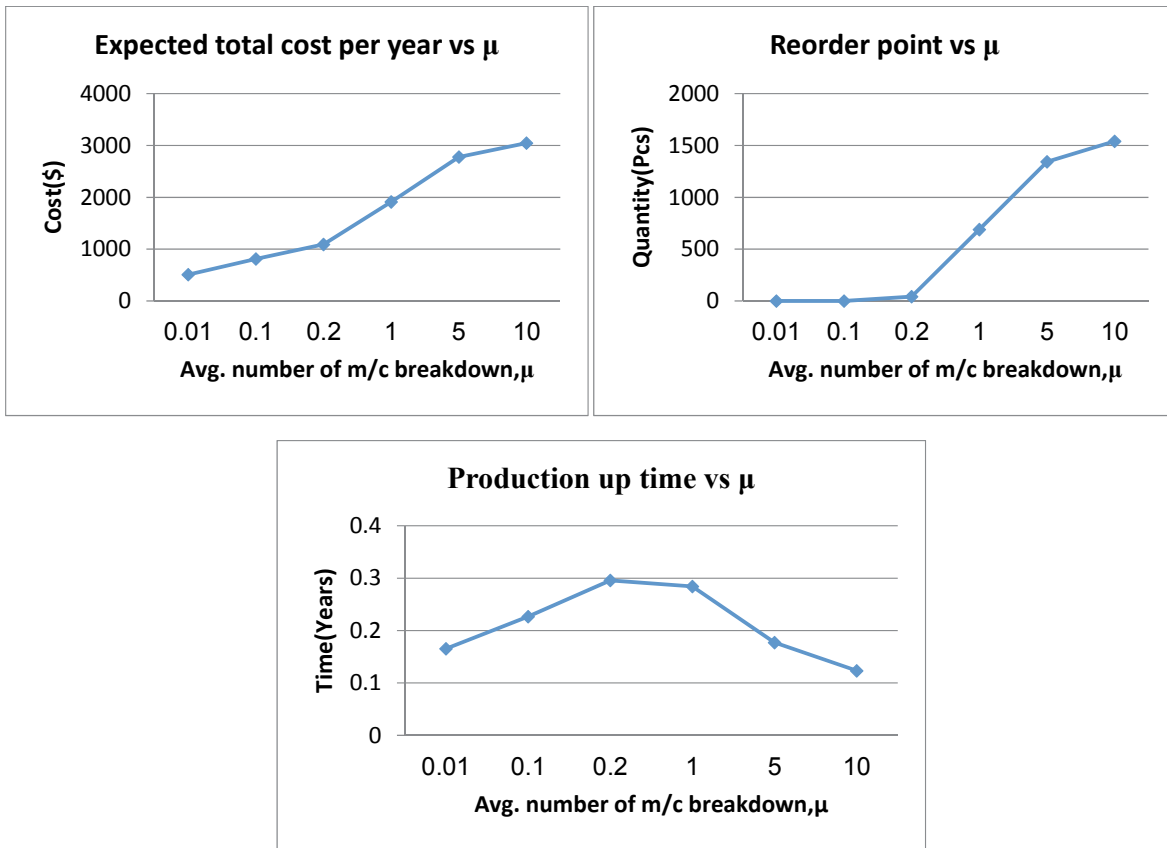 Expected total cost per year vs μ
Cost($)
4000
3000
2000
1000
0
0.01 0.1 0.2 1 5 10
Avg. number of m/c breakdown,μ
Reorder point vs μ
Quantity(Pcs)
2000
1500
1000
500
0
0.01 0.1 0.2 1 5 10
Avg. number of m/c breakdown,μ
Production up time vs μ
Time(Years)
0.4
0.3
0.2
0.1
0
0.01 0.1 0.2 1 5 10
Avg. number of m/c breakdown,μ